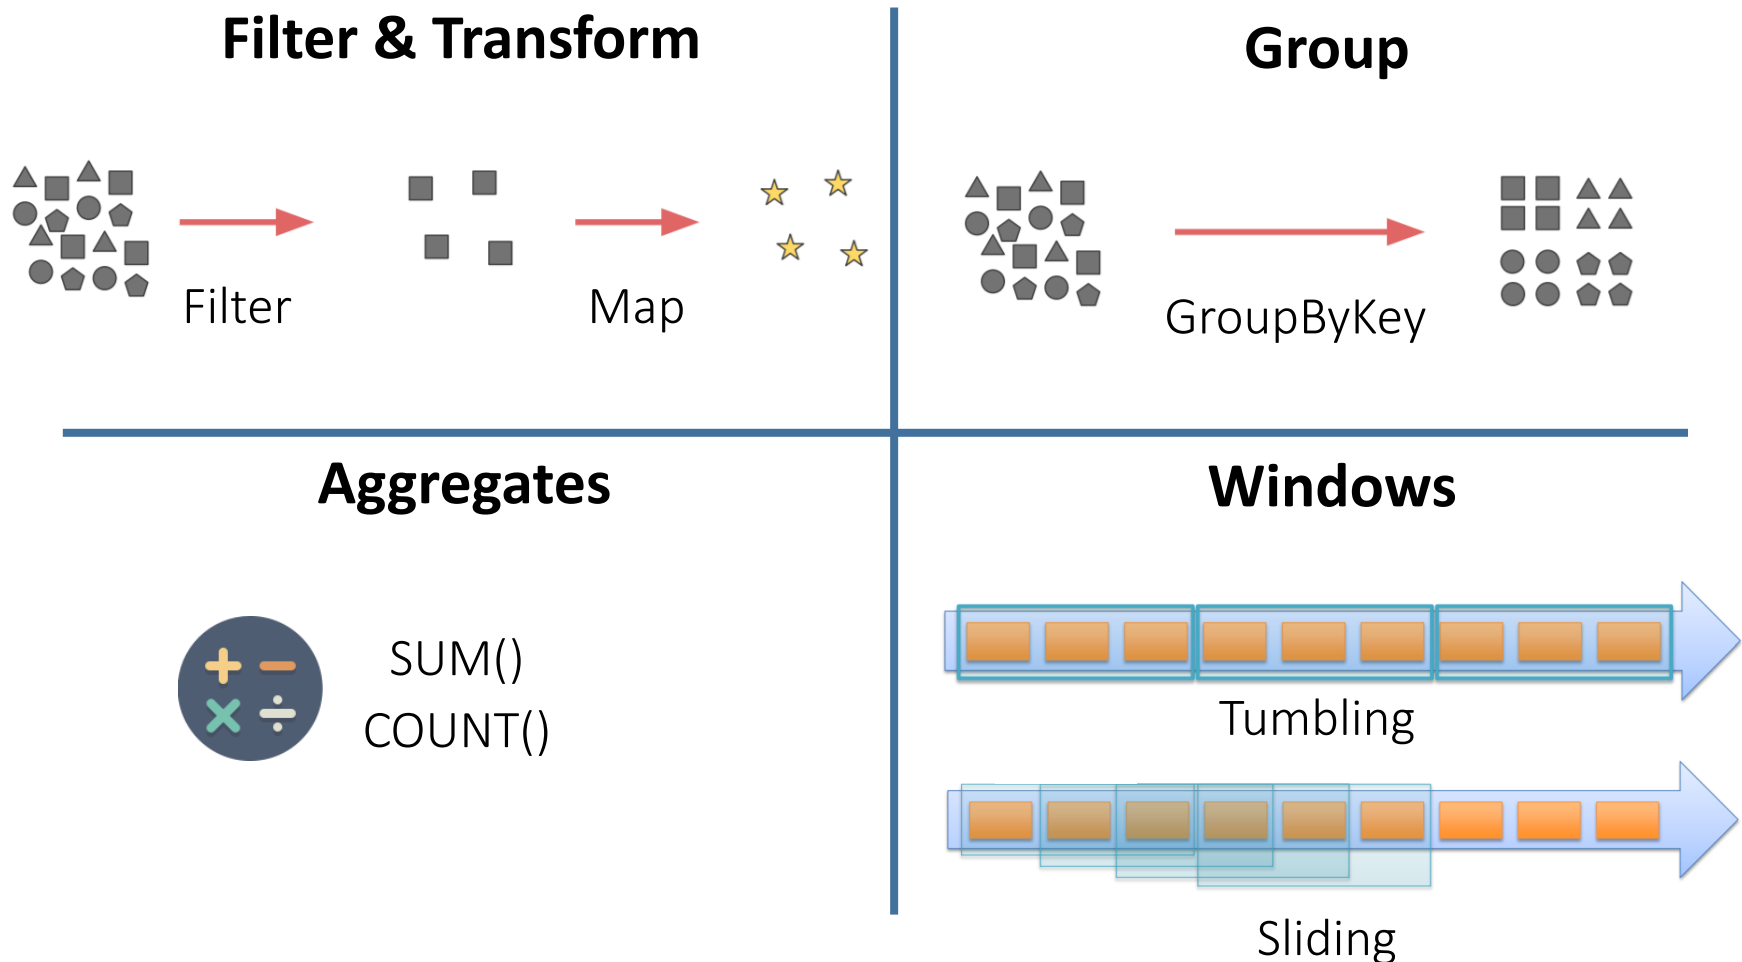 Filter & Transform
Filter
Map
Group
GroupByKey
Aggregates
SUM()
COUNT()
Windows
Tumbling
Sliding